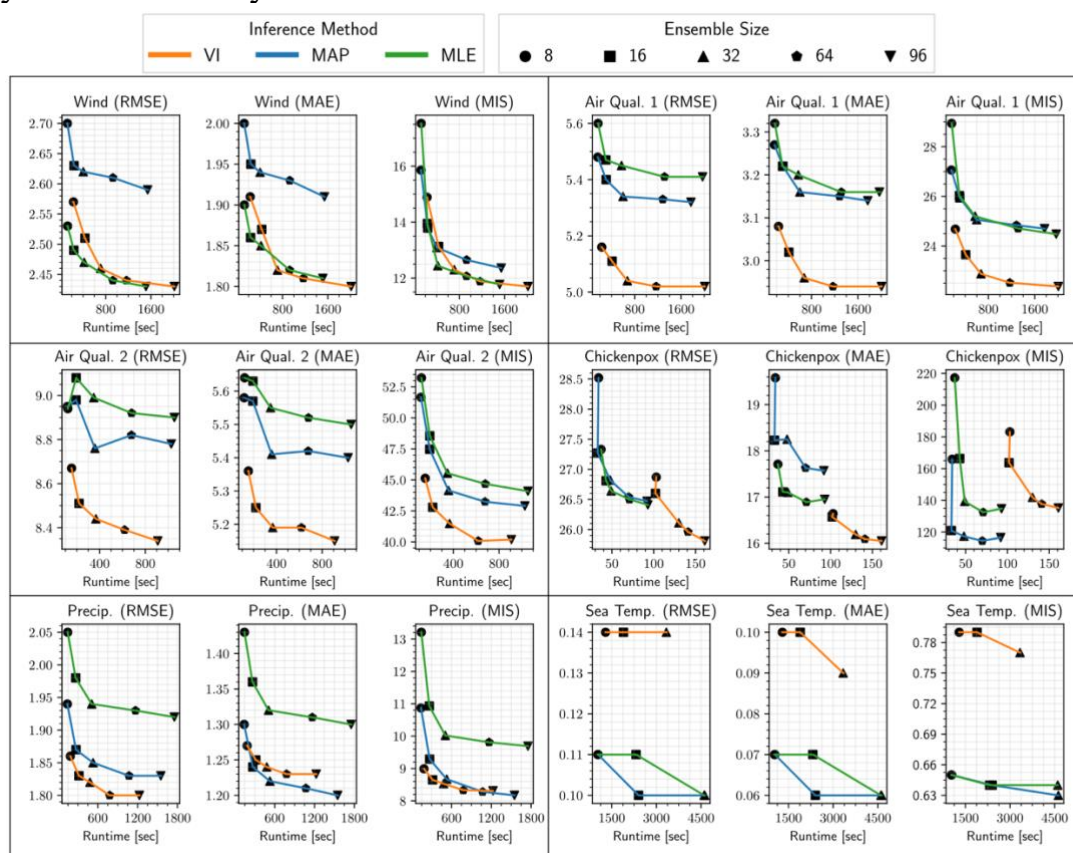 Inference Method
VI MAP MLE
Ensemble Size
8 16 32 64 96
Wind (RMSE)
2.70
2.65
2.60
2.55
2.50
2.45
800 1600
Runtime [sec]
Wind (MAE)
2.00
1.95
1.90
1.85
1.80
800 1600
Runtime [sec]
Wind (MIS)
16
14
12
800 1600
Runtime [sec]
Air Qual. 1 (RMSE)
5.6
5.4
5.2
5.0
800 1600
Runtime [sec]
Air Qual. 1 (MAE)
3.3
3.2
3.1
3.0
800 1600
Runtime [sec]
Air Qual. 1 (MIS)
28
26
24
800 1600
Runtime [sec]
Air Qual. 2 (RMSE)
9.0
8.8
8.6
8.4
400 800
Runtime [sec]
Air Qual. 2 (MAE)
5.6
5.5
5.4
5.3
5.2
400 800
Runtime [sec]
Air Qual. 2 (MIS)
52.5
50.0
47.5
45.0
42.5
40.0
400 800
Runtime [sec]
Chickenpox (RMSE)
28.5
28.0
27.5
27.0
26.5
26.0
50 100 150
Runtime [sec]
Chickenpox (MAE)
19
18
17
16
50 100 150
Runtime [sec]
Chickenpox (MIS)
220
200
180
160
140
120
50 100 150
Runtime [sec]
Precip. (RMSE)
2.05
2.00
1.95
1.90
1.85
1.80
600 1200 1800
Runtime [sec]
Precip. (MAE)
1.40
1.35
1.30
1.25
1.20
600 1200 1800
Runtime [sec]
Precip. (MIS)
13
12
11
10
9
8
600 1200 1800
Runtime [sec]
Sea Temp. (RMSE)
0.14
0.13
0.12
0.11
0.10
1500 3000 4500
Runtime [sec]
Sea Temp. (MAE)
0.10
0.09
0.08
0.07
0.06
1500 3000 4500
Runtime [sec]
Sea Temp. (MIS)
0.78
0.75
0.72
0.69
0.66
0.63
1500 3000 4500
Runtime [sec]